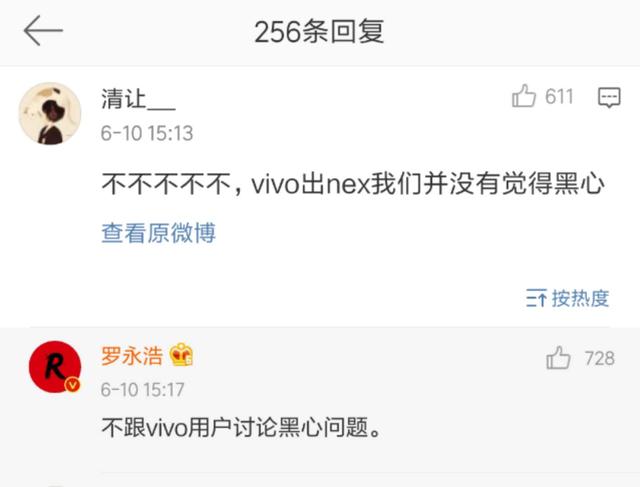 256条回复
清让__
611
6-10 15:13
不不不不不，vivo出nex我们并没有觉得黑心
查看原微博
按热度
R
罗永浩
728
V
6-10 15:17
不跟vivo用户讨论黑心问题。